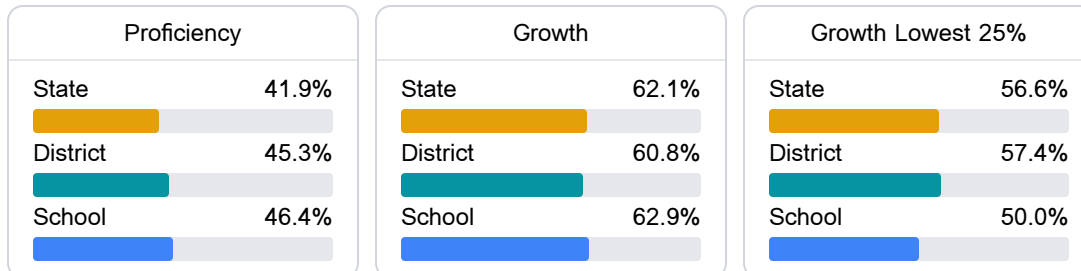 Proficiency
State 41.9%
District 45.3%
School 46.4%
Growth
State 62.1%
District 60.8%
School 62.9%
Growth Lowest 25%
State 56.6%
District 57.4%
School 50.0%